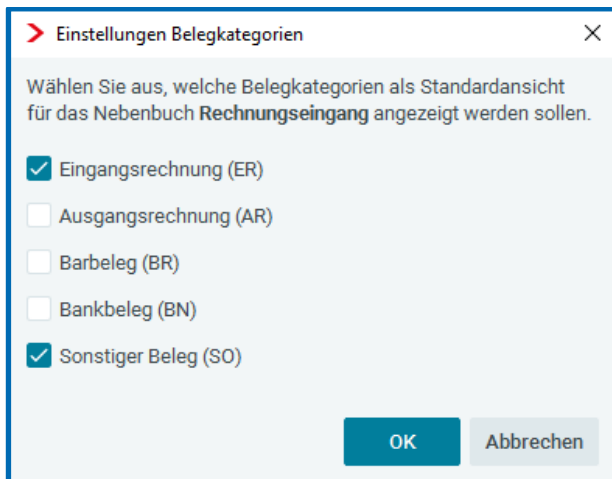 Einstellungen Belegkategorien
Wählen Sie aus, welche Belegkategorien als Standardansicht
für das Nebenbuch Rechnungseingang angezeigt werden sollen.
Eingangsrechnung (ER)
Ausgangsrechnung (AR)
Barbeleg (BR)
Bankbeleg (BN)
Sonstiger Beleg (SO)
OK Abbrechen